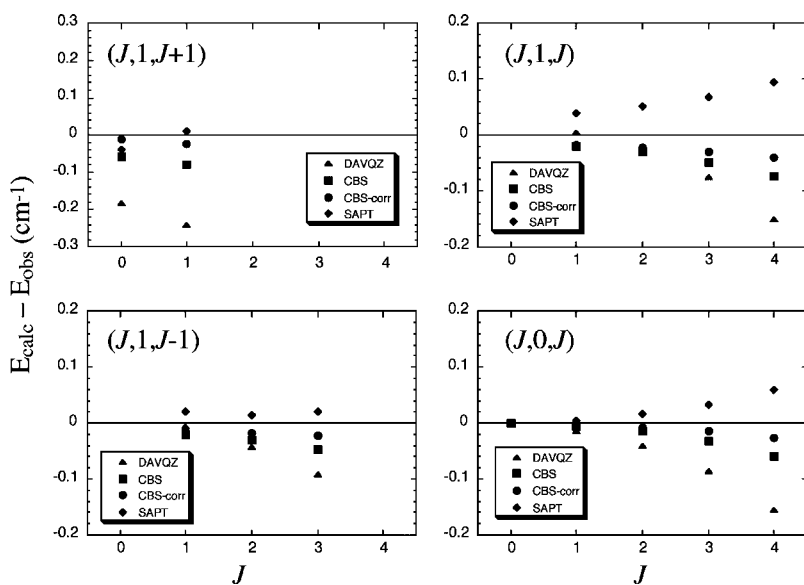 E_calc − E_obs (cm⁻¹)
(J,1,J+1)
0.3
0.2
0.1
0
-0.1
-0.2
-0.3
DAVQZ
CBS
CBS-corr
SAPT
0 1 2 3 4
(J,1,J)
0.2
0.1
0
-0.1
-0.2
DAVQZ
CBS
CBS-corr
SAPT
0 1 2 3 4
(J,1,J-1)
0.2
0.1
0
-0.1
-0.2
DAVQZ
CBS
CBS-corr
SAPT
0 1 2 3 4
J
(J,0,J)
0.2
0.1
0
-0.1
-0.2
DAVQZ
CBS
CBS-corr
SAPT
0 1 2 3 4
J